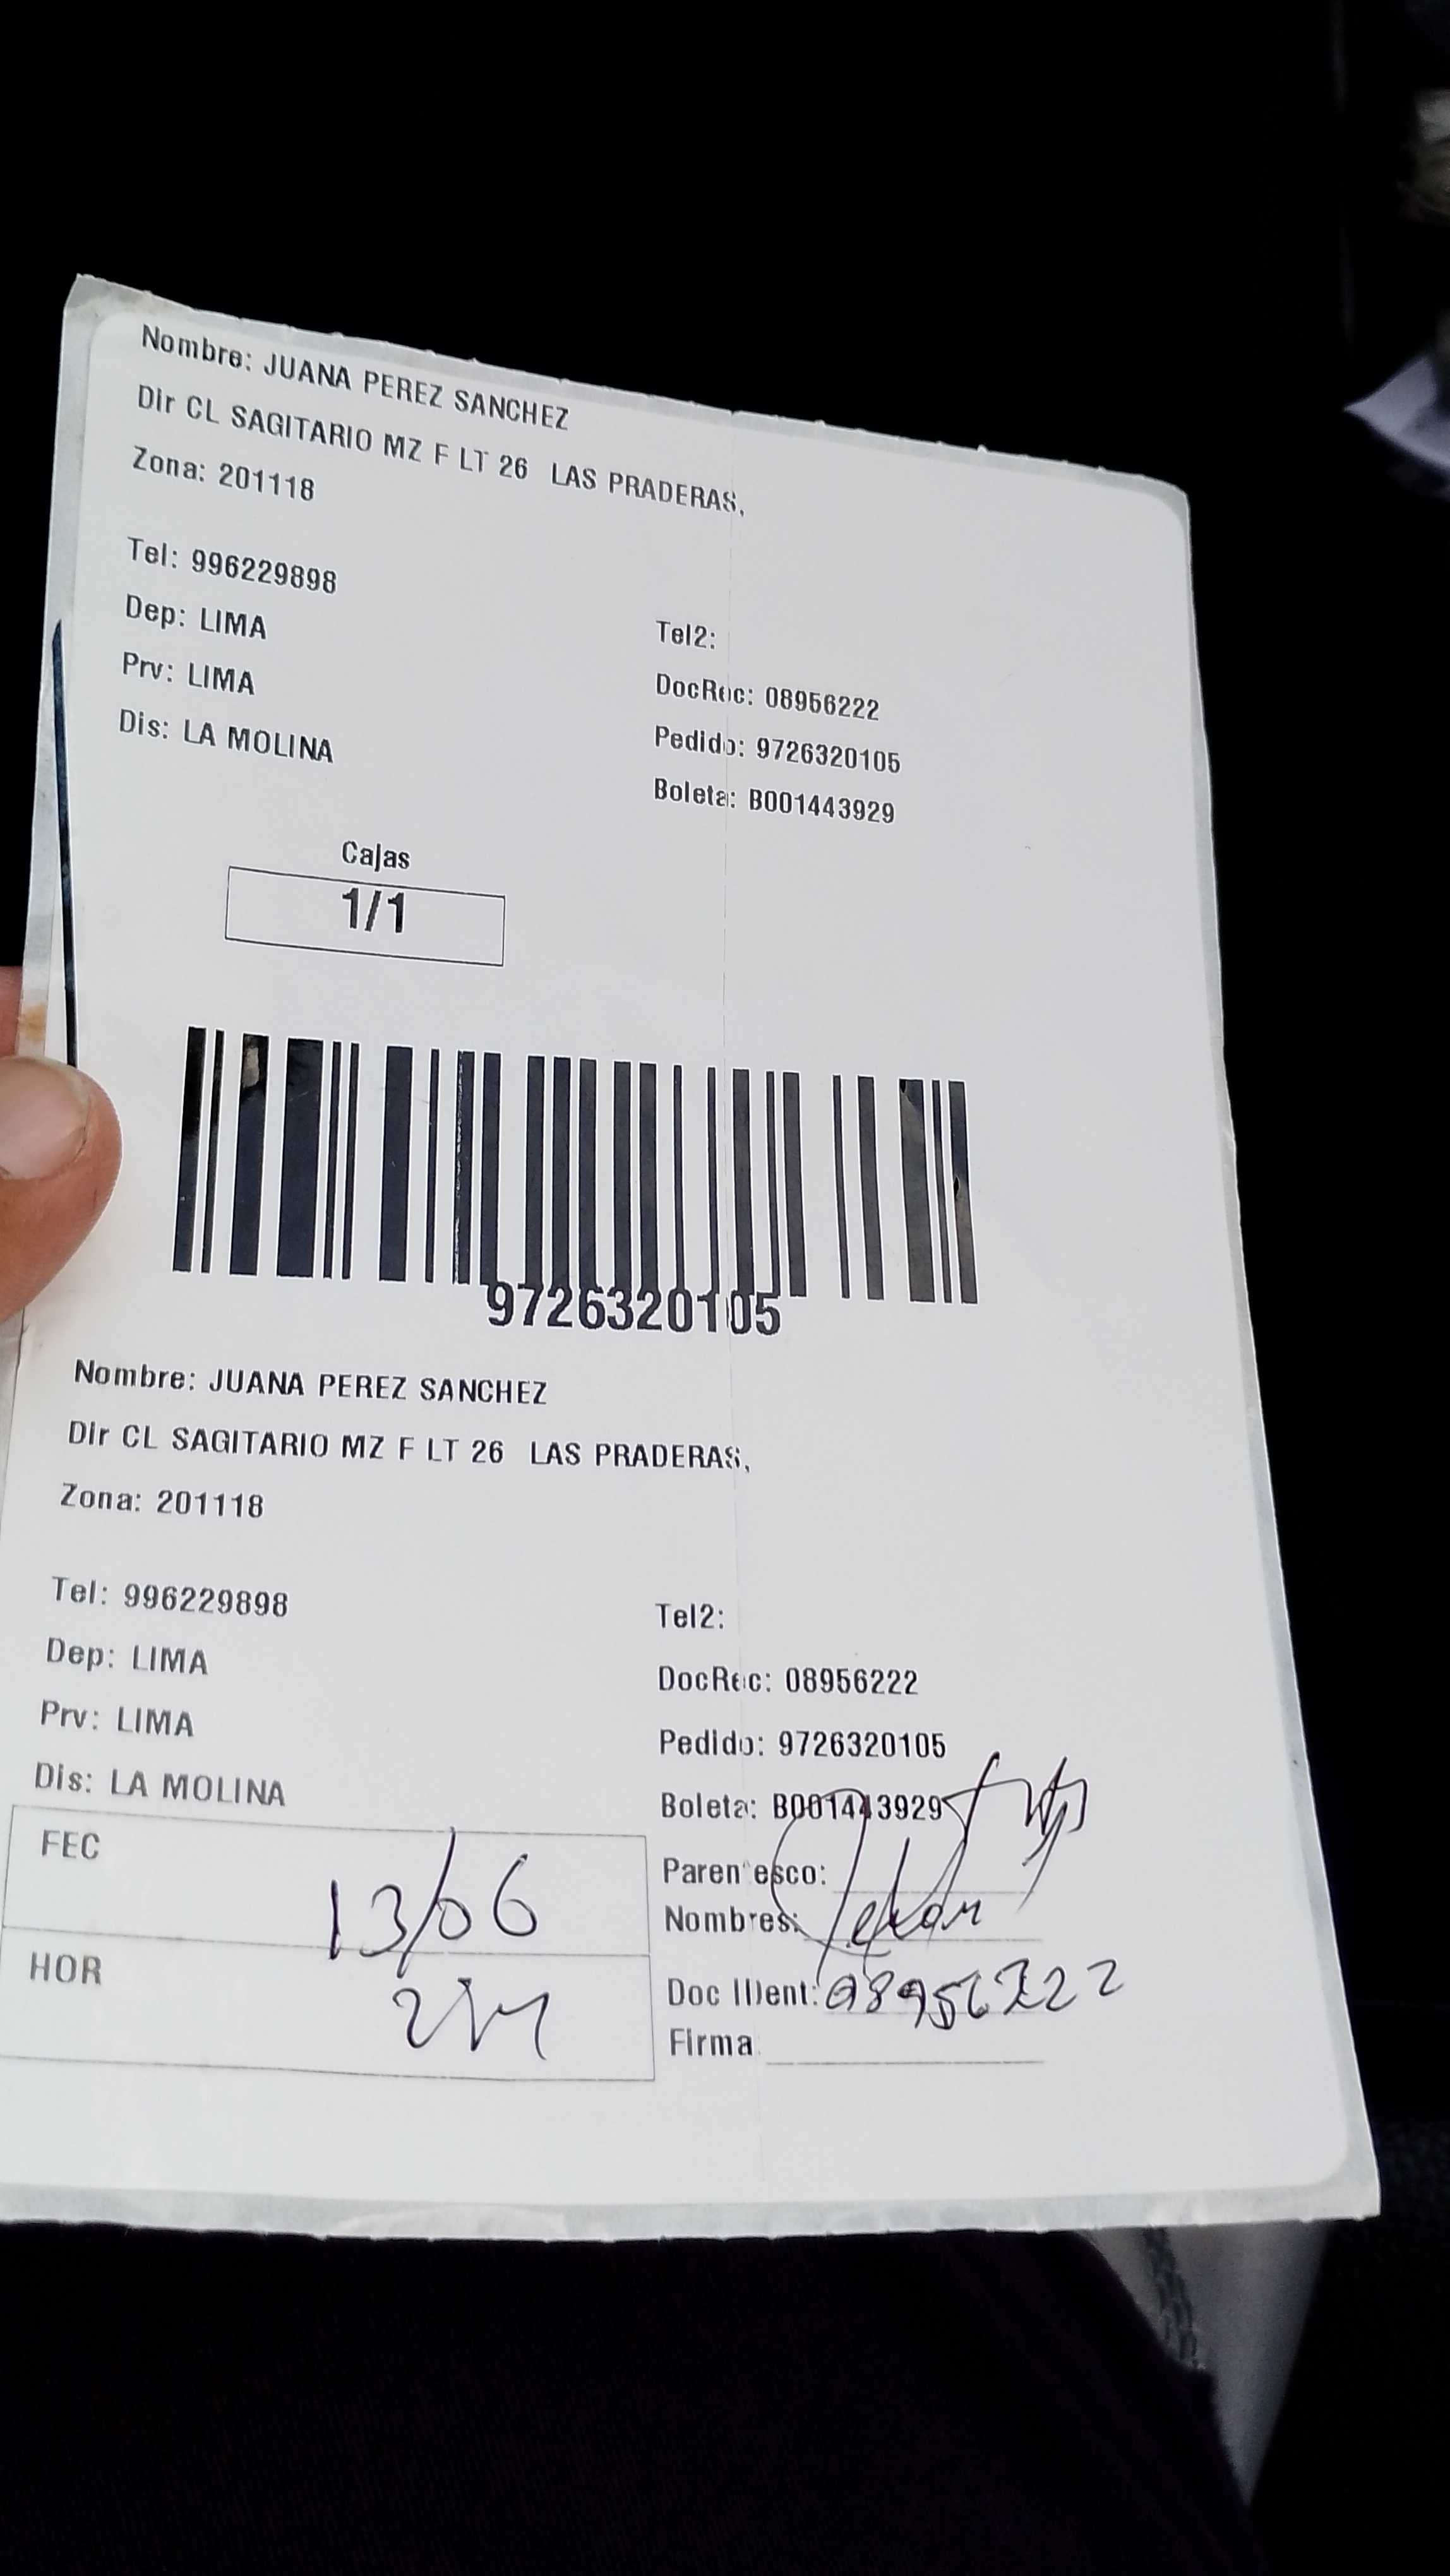 Nombre: JUANA PEREZ SANCHEZ
Dir CL SAGITARIO MZ F LT 26 LAS PRADERAS,
Zona: 201118
Tel: 996229898
Dep: LIMA
Prv: LIMA
Dis: LA MOLINA
Tel2:
DocRec: 08956222
Pedido: 9726320105
Boleta: B001443929
Cajas
1/1
9726320105
Nombre: JUANA PEREZ SANCHEZ
Dir CL SAGITARIO MZ F LT 26 LAS PRADERAS,
Zona: 201118
Tel: 996229898
Dep: LIMA
Prv: LIMA
Dis: LA MOLINA
Tel2:
DocRec: 08956222
Pedido: 9726320105
Boleta: B001443929
FEC 13/06
HOR
Parentesco:
Nombres:
Doc Ident: 08956222
Firma